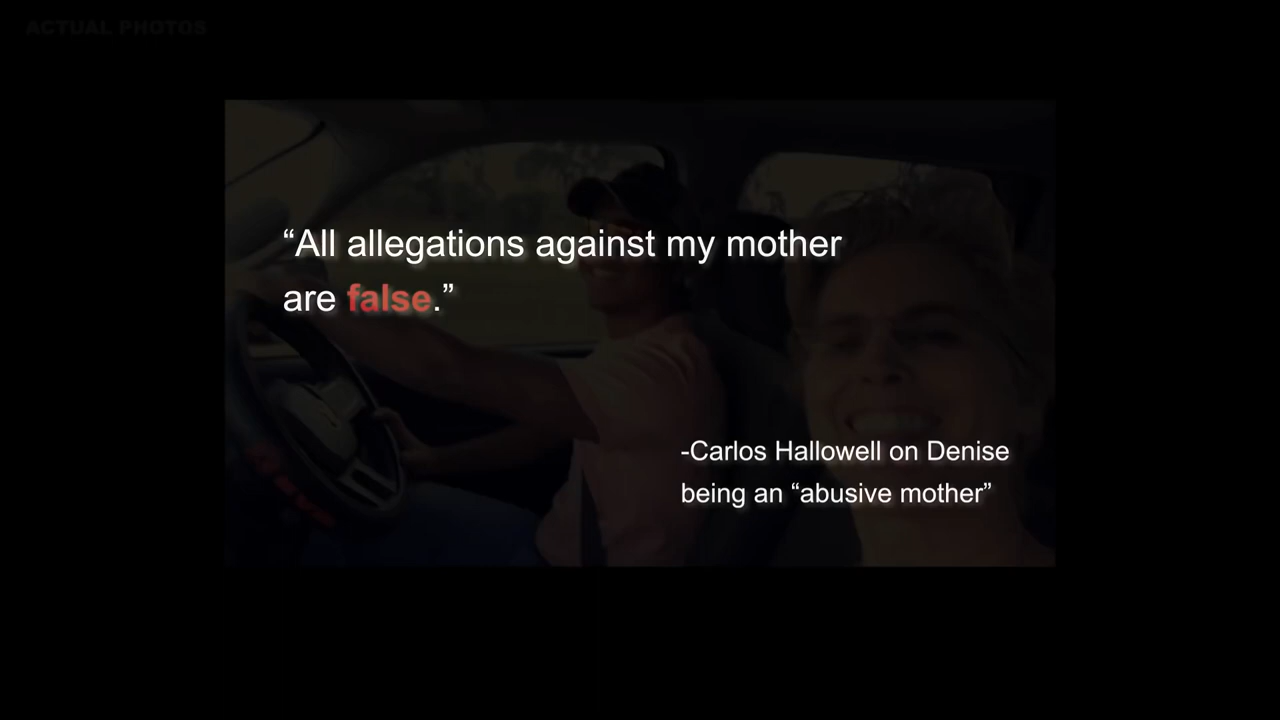 ACTUAL PHOTOS
“All allegations against my mother
are false.”
-Carlos Hallowell on Denise
being an “abusive mother”